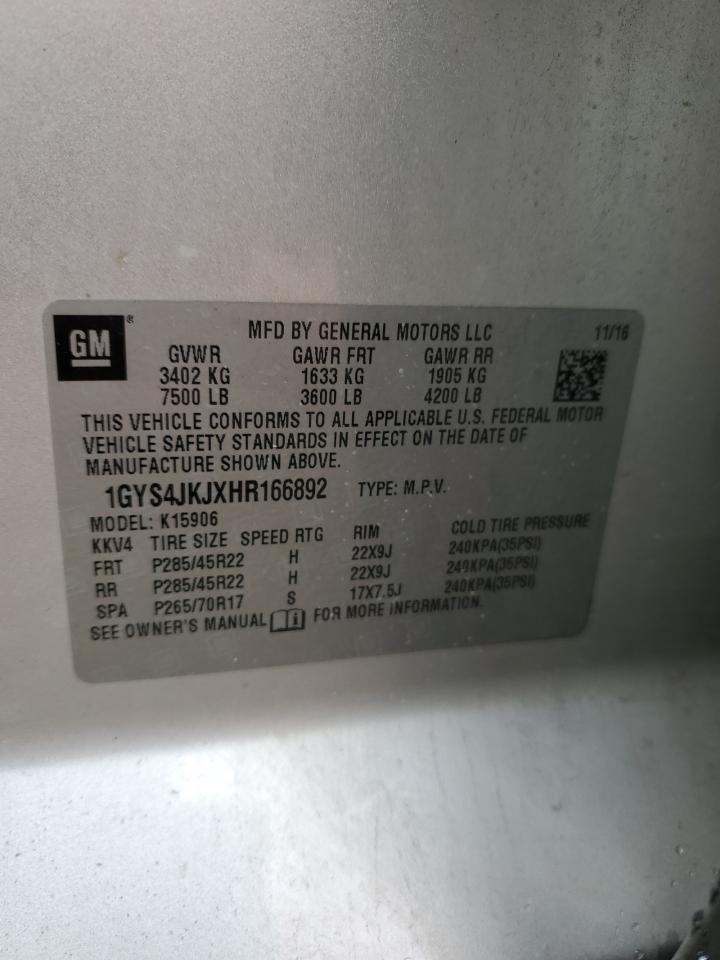 GM ® MFD BY GENERAL MOTORS LLC 11/16
GVWR GAWR FRT GAWR RR
3402 KG 1633 KG 1905 KG
7500 LB 3600 LB 4200 LB
THIS VEHICLE CONFORMS TO ALL APPLICABLE U.S. FEDERAL MOTOR
VEHICLE SAFETY STANDARDS IN EFFECT ON THE DATE OF
MANUFACTURE SHOWN ABOVE.
1GYS4JKJXHR166892 TYPE: M.P.V.
MODEL: K15906
KKV4 TIRE SIZE SPEED RTG RIM COLD TIRE PRESSURE
FRT P285/45R22 H 22X9J 240KPA(35PSI)
RR P285/45R22 H 22X9J 240KPA(35PSI)
SPA P265/70R17 S 17X7.5J 240KPA(35PSI)
SEE OWNER'S MANUAL FOR MORE INFORMATION.